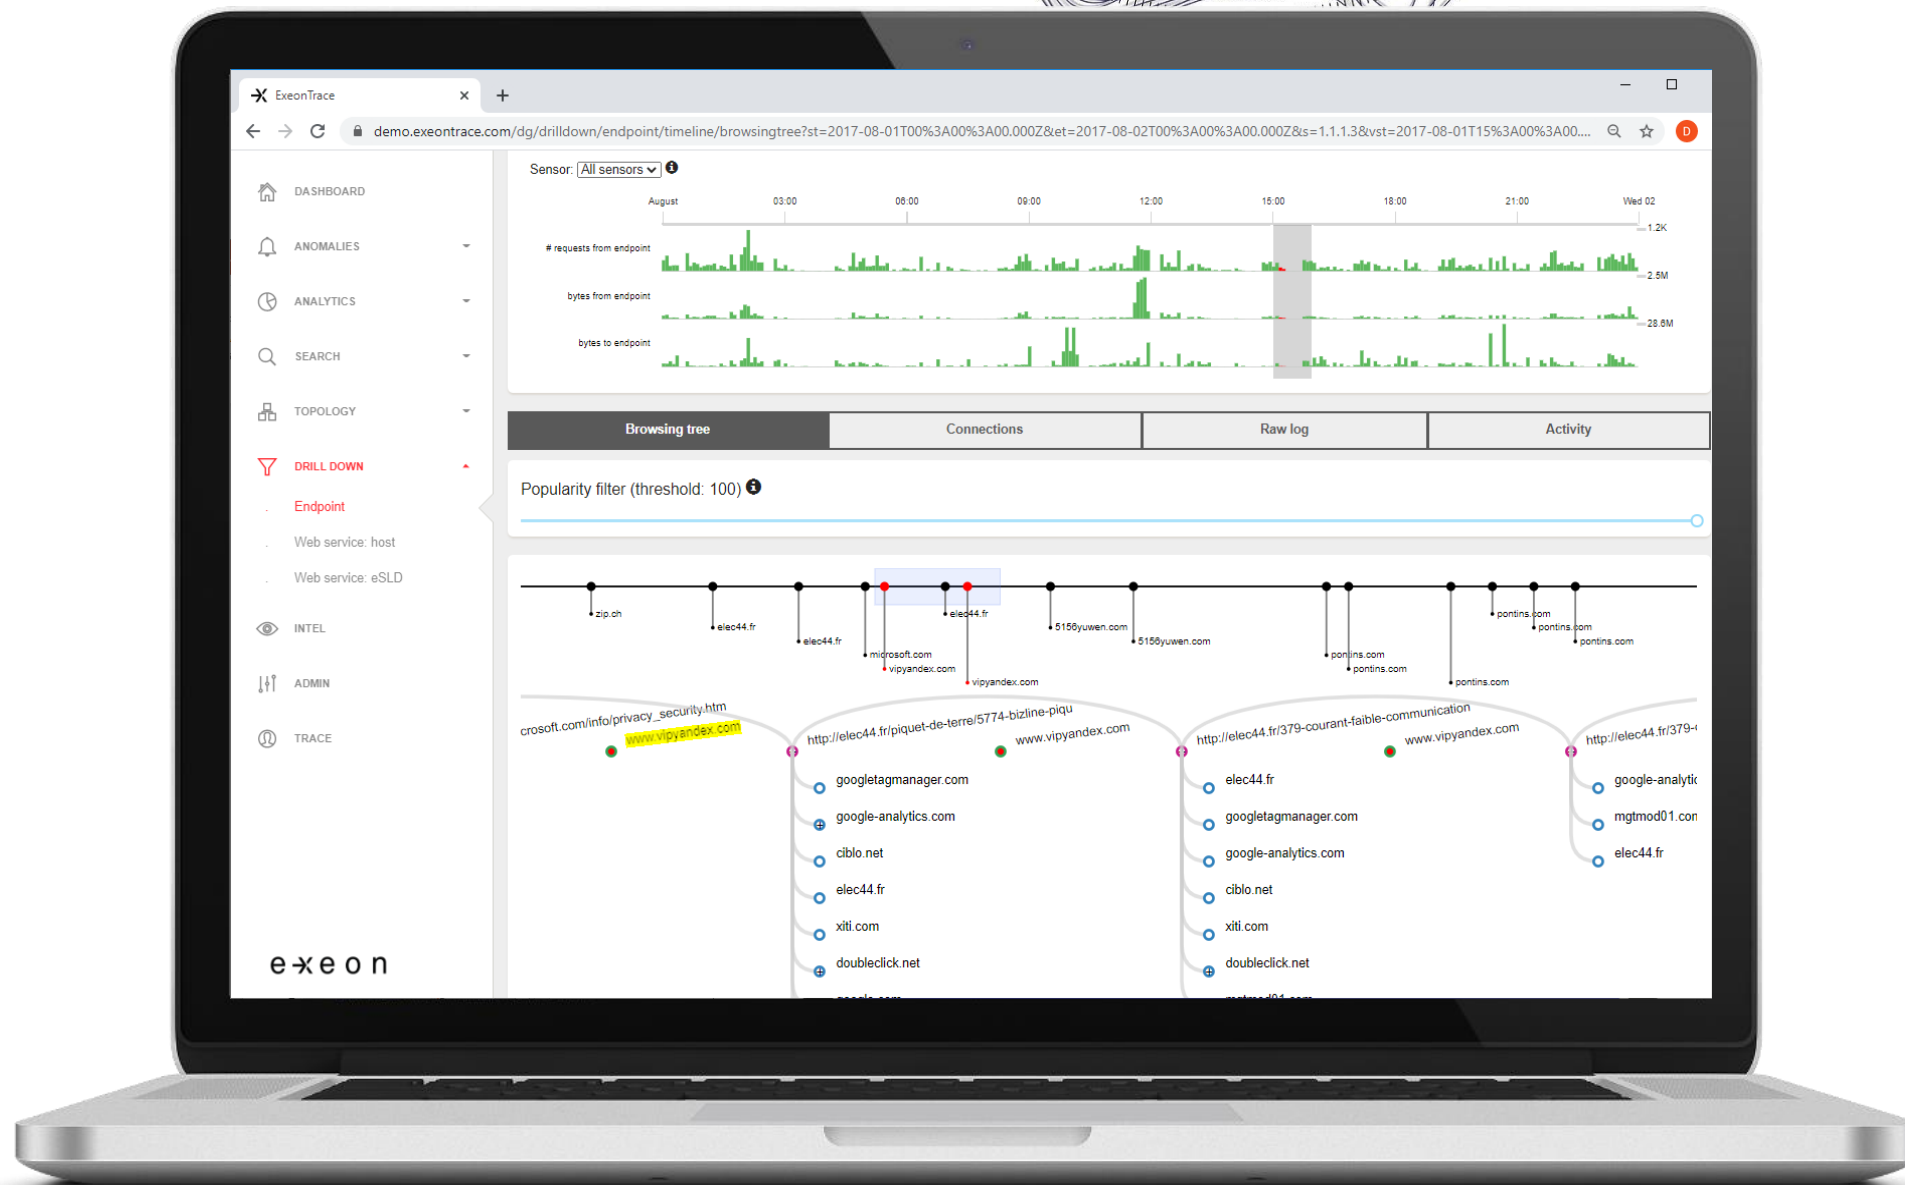 ExeonTrace
demo.exeontrace.com/dg/drilldown/endpoint/timeline/browsingtree?st=2017-08-01T00%3A00%3A00.000Z&et=2017-08-02T00%3A00%3A00.000Z&s=1.1.1.3&vst=2017-08-01T15%3A00%3A00....
D
DASHBOARD
ANOMALIES
ANALYTICS
SEARCH
TOPOLOGY
DRILL DOWN
Endpoint
Web service: host
Web service: eSLD
INTEL
ADMIN
TRACE
exeon
Sensor: All sensors
August 03:00 06:00 09:00 12:00 15:00 18:00 21:00 Wed 02
1.2K
# requests from endpoint
2.5M
bytes from endpoint
28.6M
bytes to endpoint
Browsing tree Connections Raw log Activity
Popularity filter (threshold: 100)
zip.ch elec44.fr pontins.com
elec44.fr 5156yuwen.com pontins.com
elec44.fr 5156yuwen.com pontins.com
microsoft.com pontins.com
vipyandex.com pontins.com
vipyandex.com pontins.com
crosoft.com/info/privacy_security.htm
www.vipyandex.com
http://elec44.fr/piquet-de-terre/5774-bizline-piqu
www.vipyandex.com
googletagmanager.com
google-analytics.com
ciblo.net
elec44.fr
xiti.com
doubleclick.net
http://elec44.fr/379-courant-faible-communication
www.vipyandex.com
elec44.fr
googletagmanager.com
google-analytics.com
ciblo.net
xiti.com
doubleclick.net
http://elec44.fr/379-
google-analytic
mgtmod01.con
elec44.fr